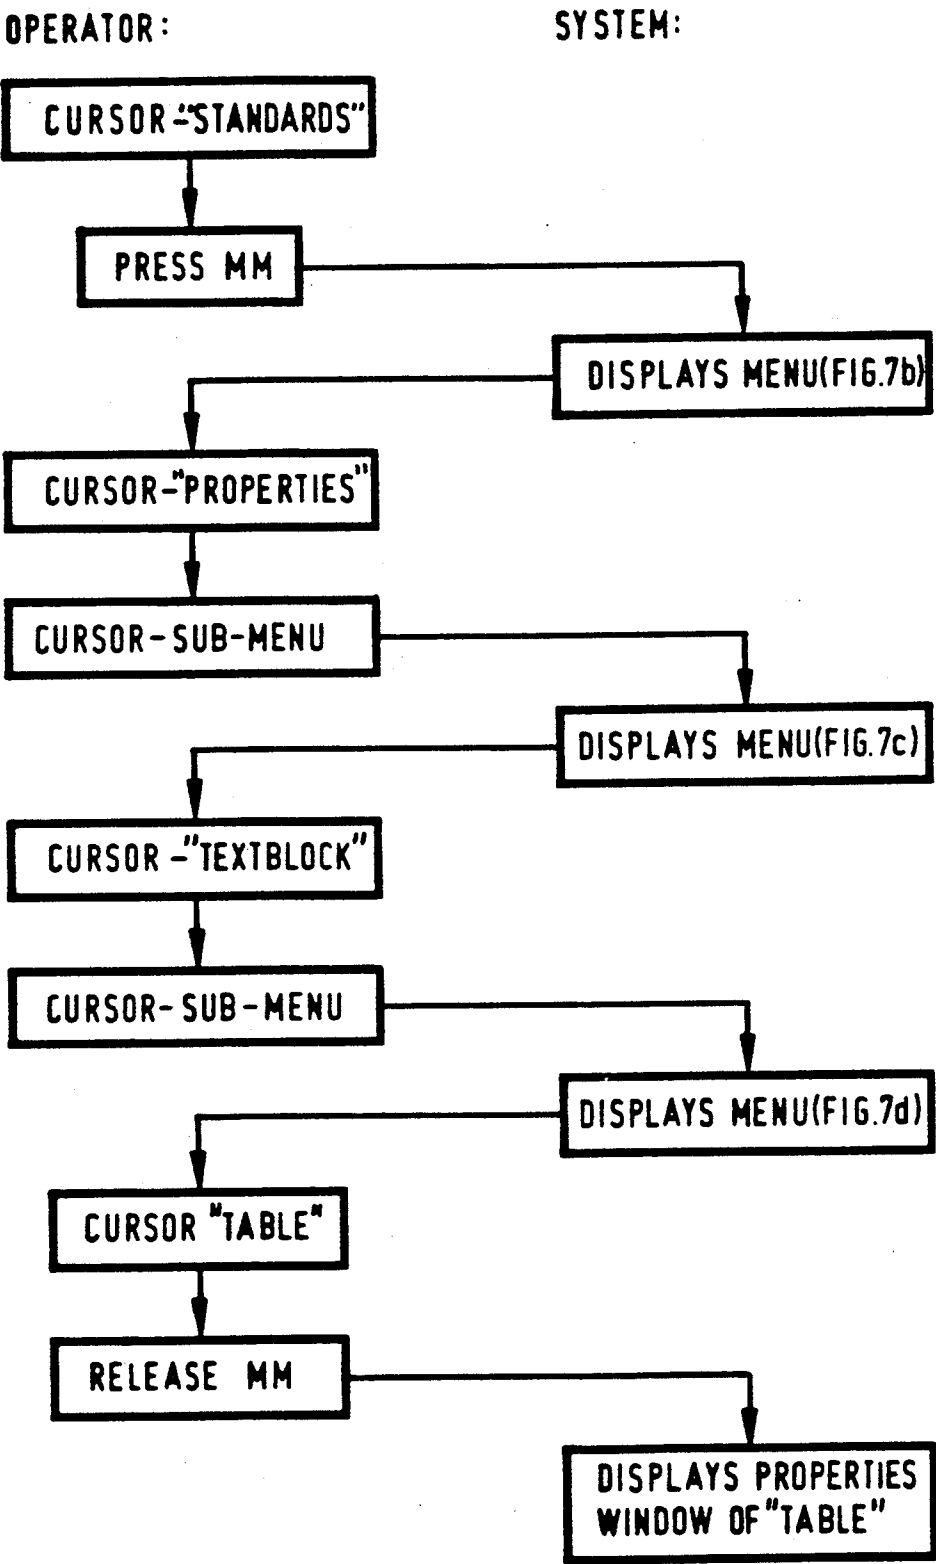 OPERATOR:
SYSTEM:
CURSOR-"STANDARDS"
PRESS MM
DISPLAYS MENU(FIG.7b)
CURSOR-"PROPERTIES"
CURSOR-SUB-MENU
DISPLAYS MENU(FIG.7c)
CURSOR-"TEXTBLOCK"
CURSOR-SUB-MENU
DISPLAYS MENU(FIG.7d)
CURSOR "TABLE"
RELEASE MM
DISPLAYS PROPERTIES
WINDOW OF "TABLE"